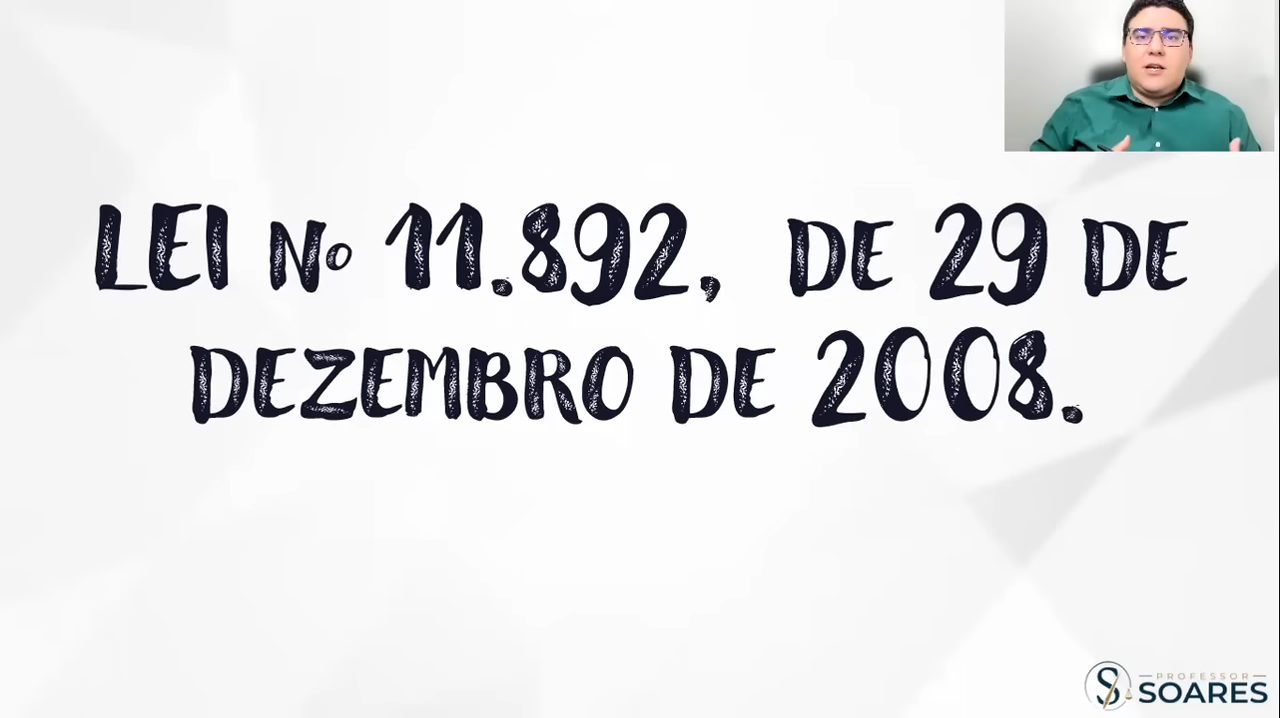 LEI Nº 11.892, DE 29 DE
DEZEMBRO DE 2008.
PROFESSOR
SOARES